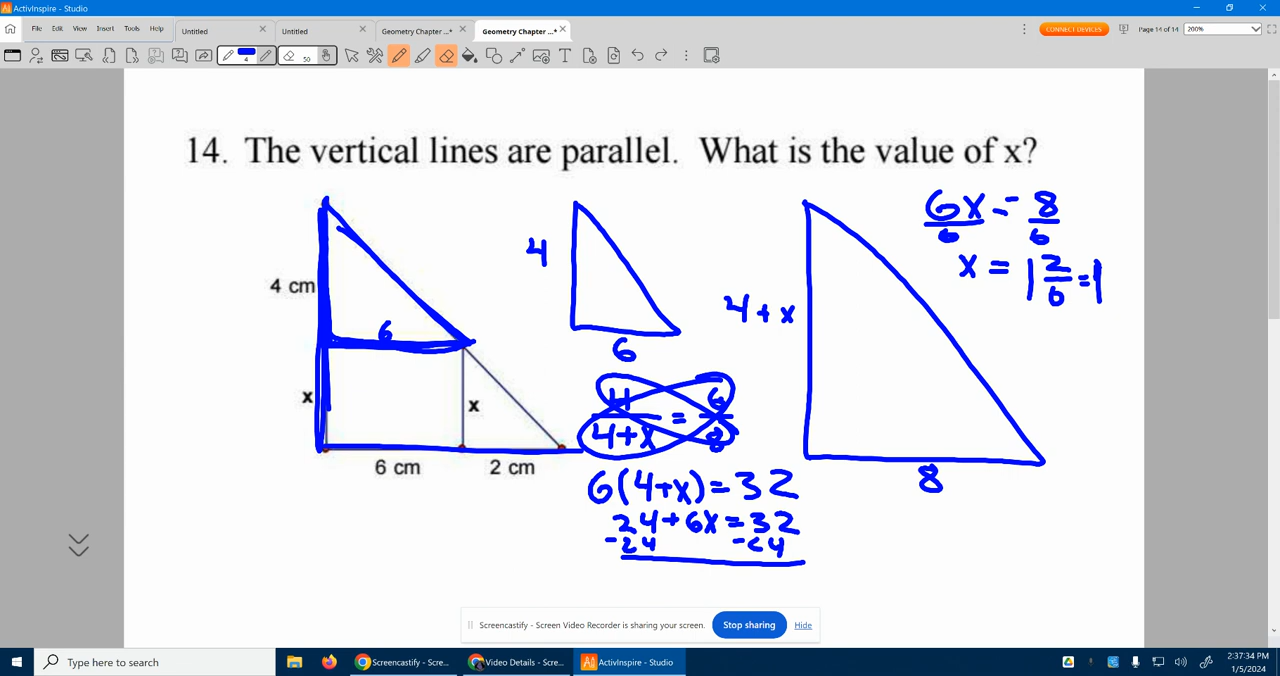 ActivInspire - Studio
File Edit View Insert Tools Help
Untitled
Untitled
Geometry Chapter ...*
Geometry Chapter ...*
CONNECT DEVICES
Page 14 of 14
200%
4
50
14. The vertical lines are parallel. What is the value of x?
4 cm
6
x
x
6 cm
2 cm
4
6
4 + x
8
6x = 8
6 6
x = 1 2/6 = 1
4 = 6
4+x 8
6(4+x) = 32
24 + 6x = 32
-24 -24
Screencastify - Screen Video Recorder is sharing your screen.
Stop sharing
Hide
Type here to search
Screencastify - Scre...
Video Details - Scre...
ActivInspire - Studio
2:37:34 PM
1/5/2024